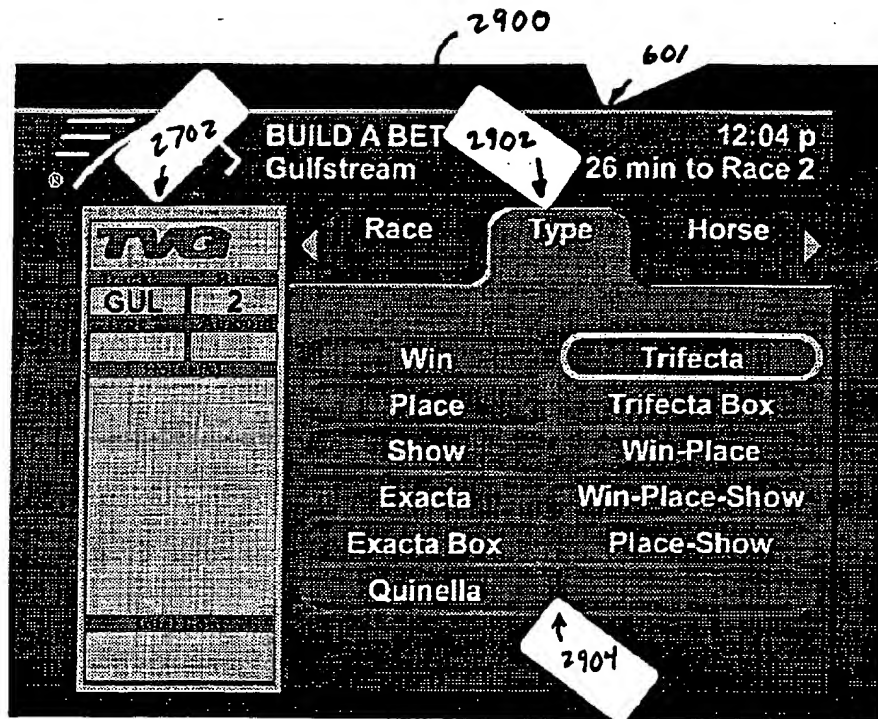 2900
601
2702
BUILD A BET
2902
12:04 p
®
Gulfstream
26 min to Race 2
TVG
Race
Type
Horse
GUL
2
Win
Trifecta
Place
Trifecta Box
Show
Win-Place
Exacta
Win-Place-Show
Exacta Box
Place-Show
Quinella
2904